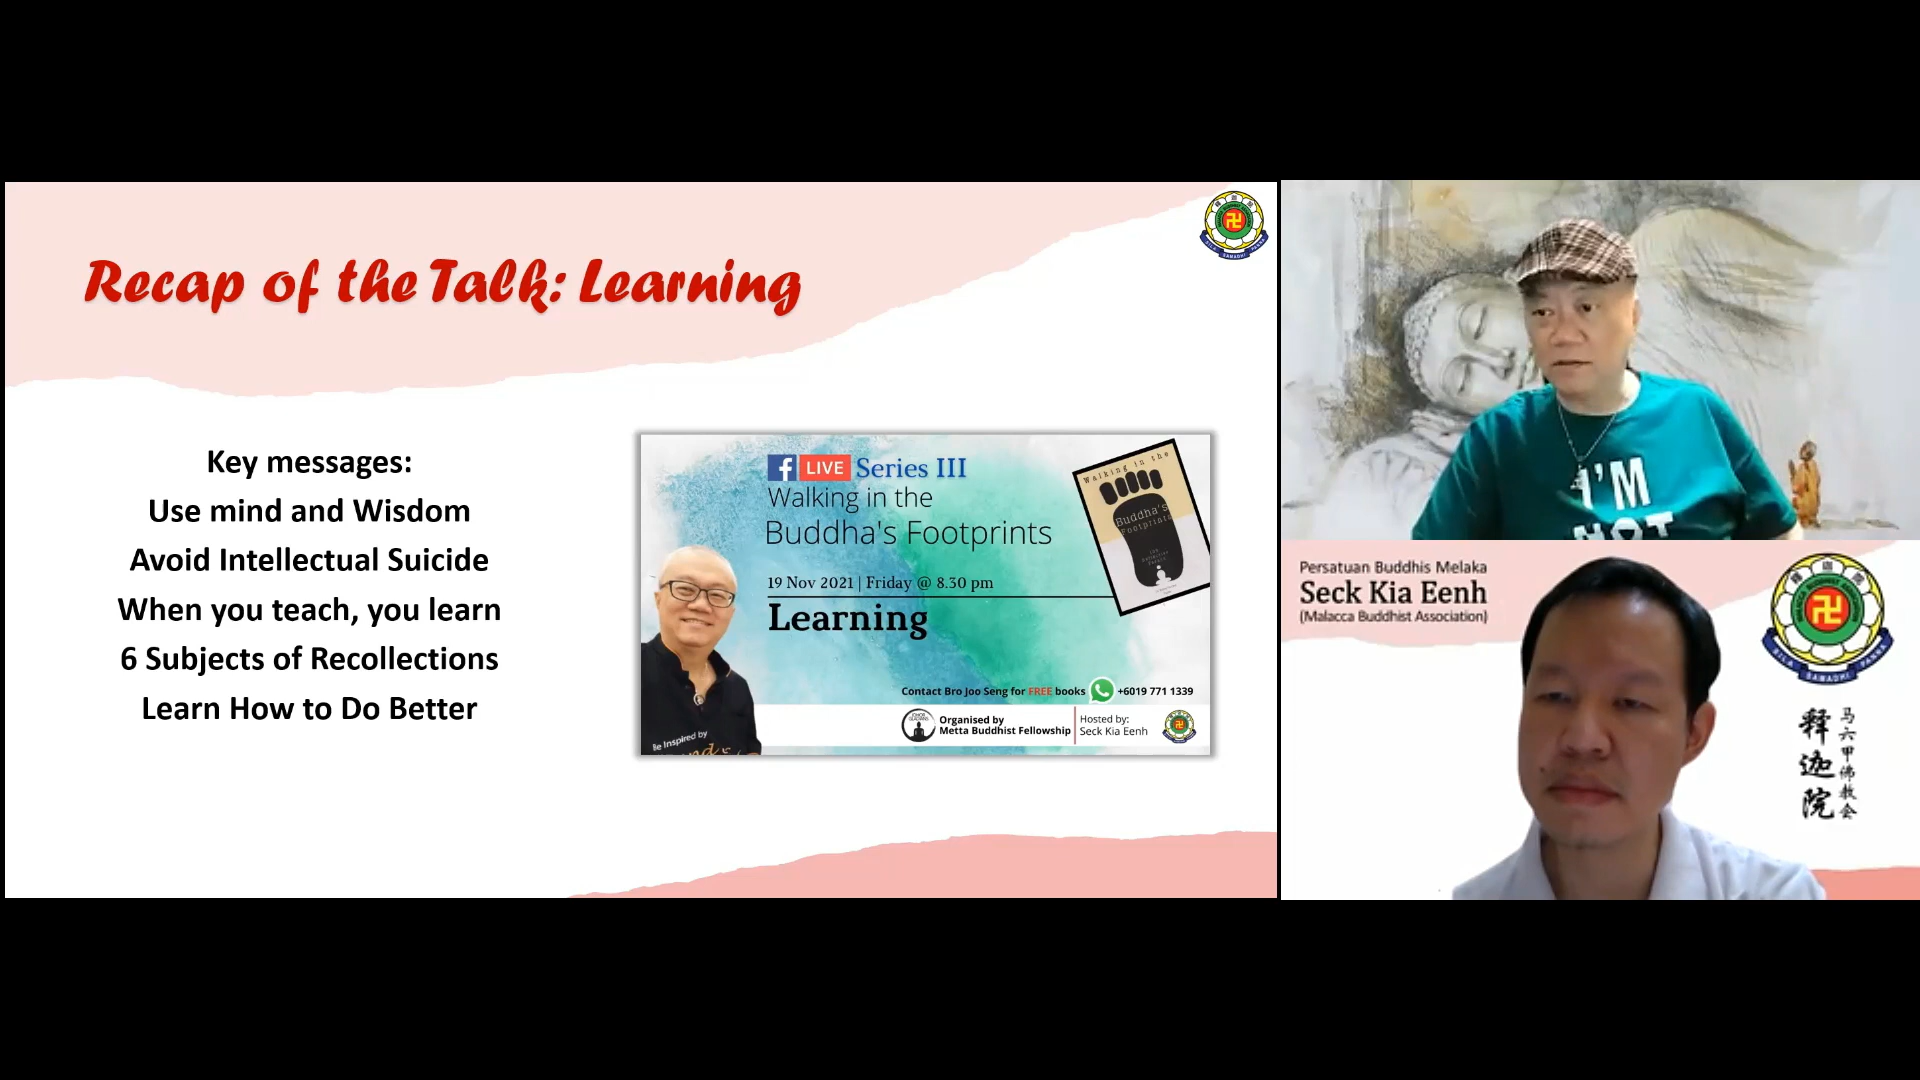 Recap of the Talk: Learning
Key messages:
Use mind and Wisdom
Avoid Intellectual Suicide
When you teach, you learn
6 Subjects of Recollections
Learn How to Do Better
f LIVE Series III
Walking in the
Buddha's Footprints
19 Nov 2021 | Friday @ 8.30 pm
Learning
Contact Bro Joo Seng for FREE books +6019 771 1339
Organised by
Metta Buddhist Fellowship
Hosted by:
Seck Kia Eenh
Walking in the
Buddha's
Footprints
Be Inspired by
I'M
NOT
Persatuan Buddhis Melaka
Seck Kia Eenh
(Malacca Buddhist Association)
SILA SAMADHI PANNA
马六甲佛教会
释迦院